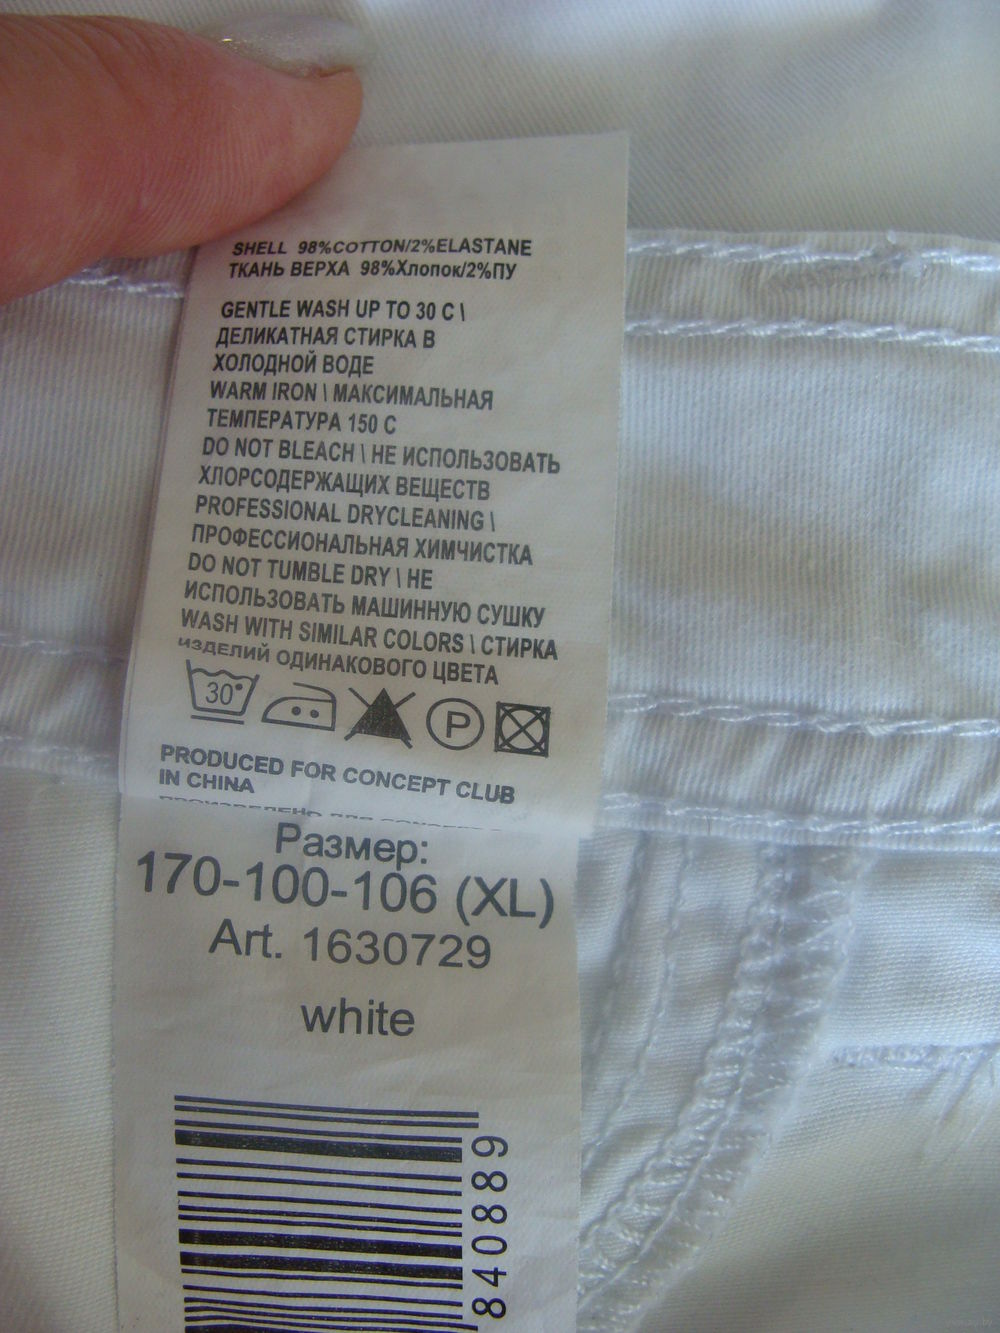 SHELL 98%COTTON/2%ELASTANE
ТКАНЬ ВЕРХА 98%Хлопок/2%ПУ
GENTLE WASH UP TO 30 C \
ДЕЛИКАТНАЯ СТИРКА В
ХОЛОДНОЙ ВОДЕ
WARM IRON \ МАКСИМАЛЬНАЯ
ТЕМПЕРАТУРА 150 С
DO NOT BLEACH \ НЕ ИСПОЛЬЗОВАТЬ
ХЛОРСОДЕРЖАЩИХ ВЕЩЕСТВ
PROFESSIONAL DRYCLEANING \
ПРОФЕССИОНАЛЬНАЯ ХИМЧИСТКА
DO NOT TUMBLE DRY \ НЕ
ИСПОЛЬЗОВАТЬ МАШИННУЮ СУШКУ
WASH WITH SIMILAR COLORS \ СТИРКА
ИЗДЕЛИЙ ОДИНАКОВОГО ЦВЕТА
30° P
PRODUCED FOR CONCEPT CLUB
IN CHINA
Размер:
170-100-106 (XL)
Art. 1630729
white
840889